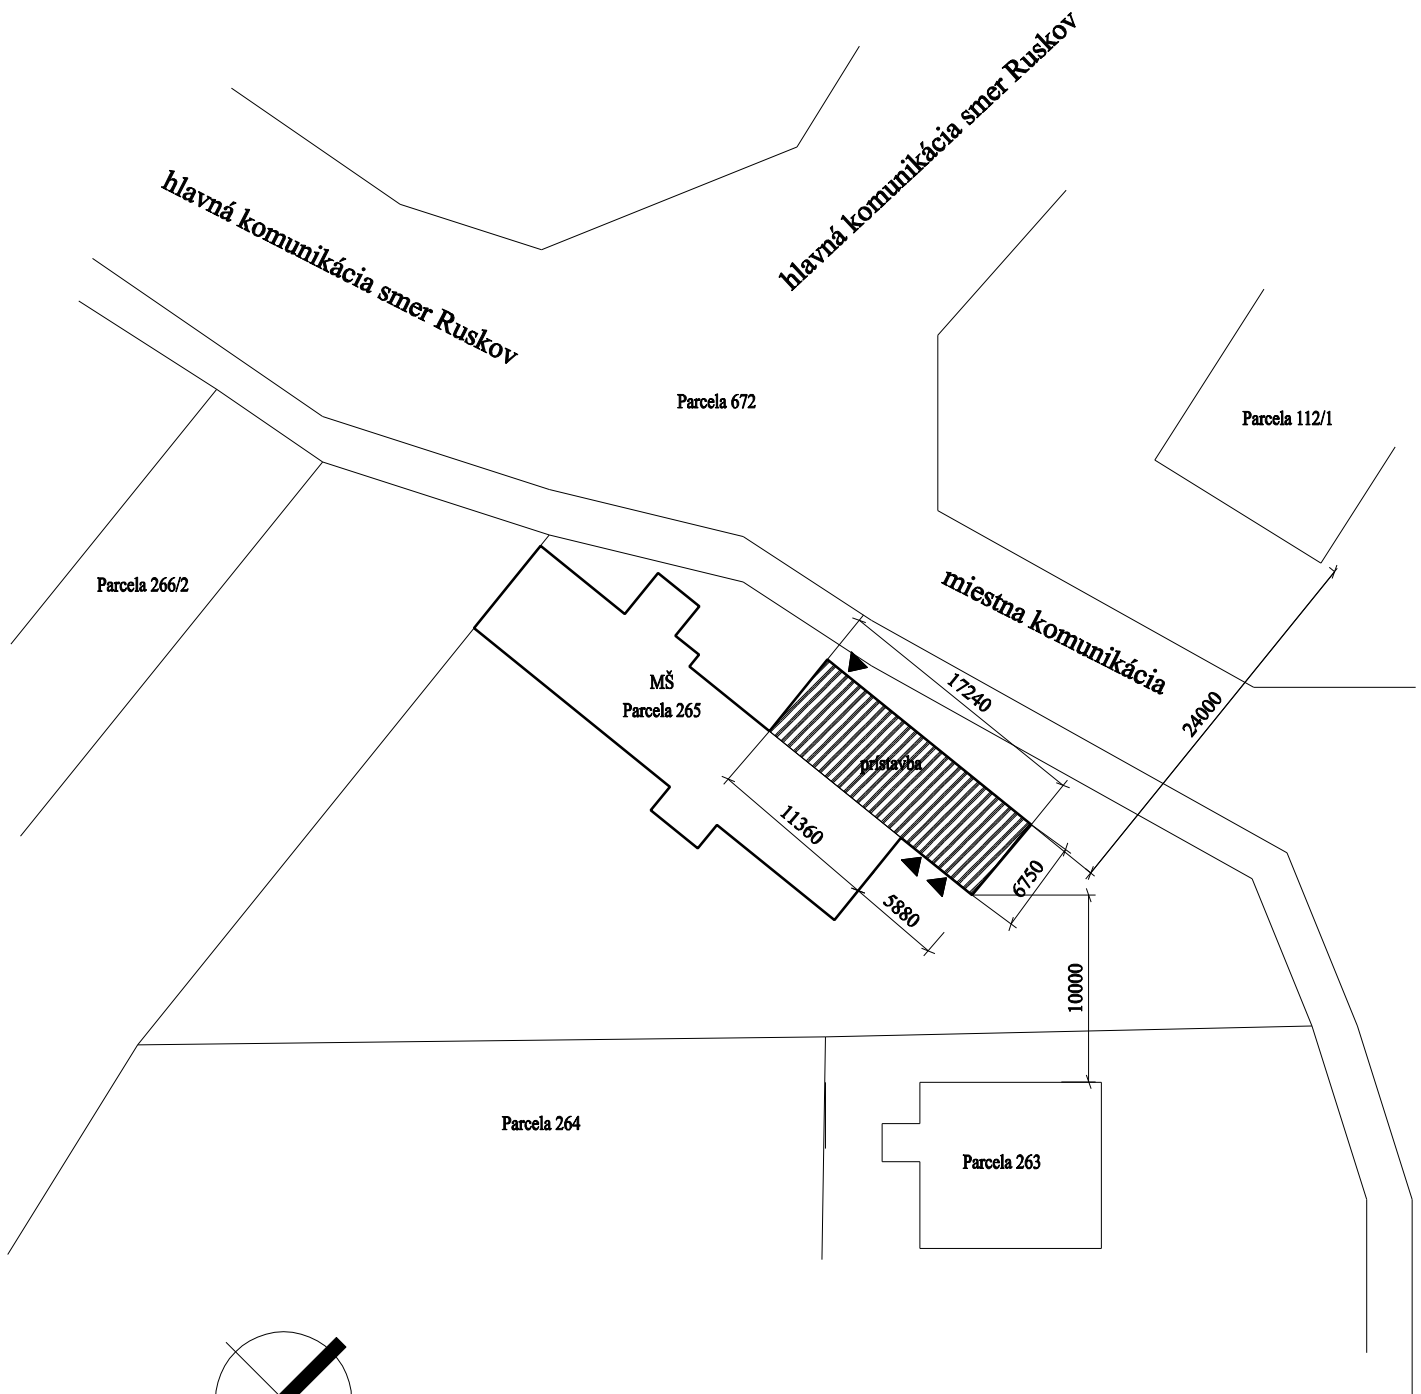 hlavná komunikácia smer Ruskov
hlavná komunikácia smer Ruskov
Parcela 672
Parcela 112/1
Parcela 266/2
miestna komunikácia
MŠ
Parcela 265
17240
24000
prístavba
11360
6750
5880
10000
Parcela 264
Parcela 263